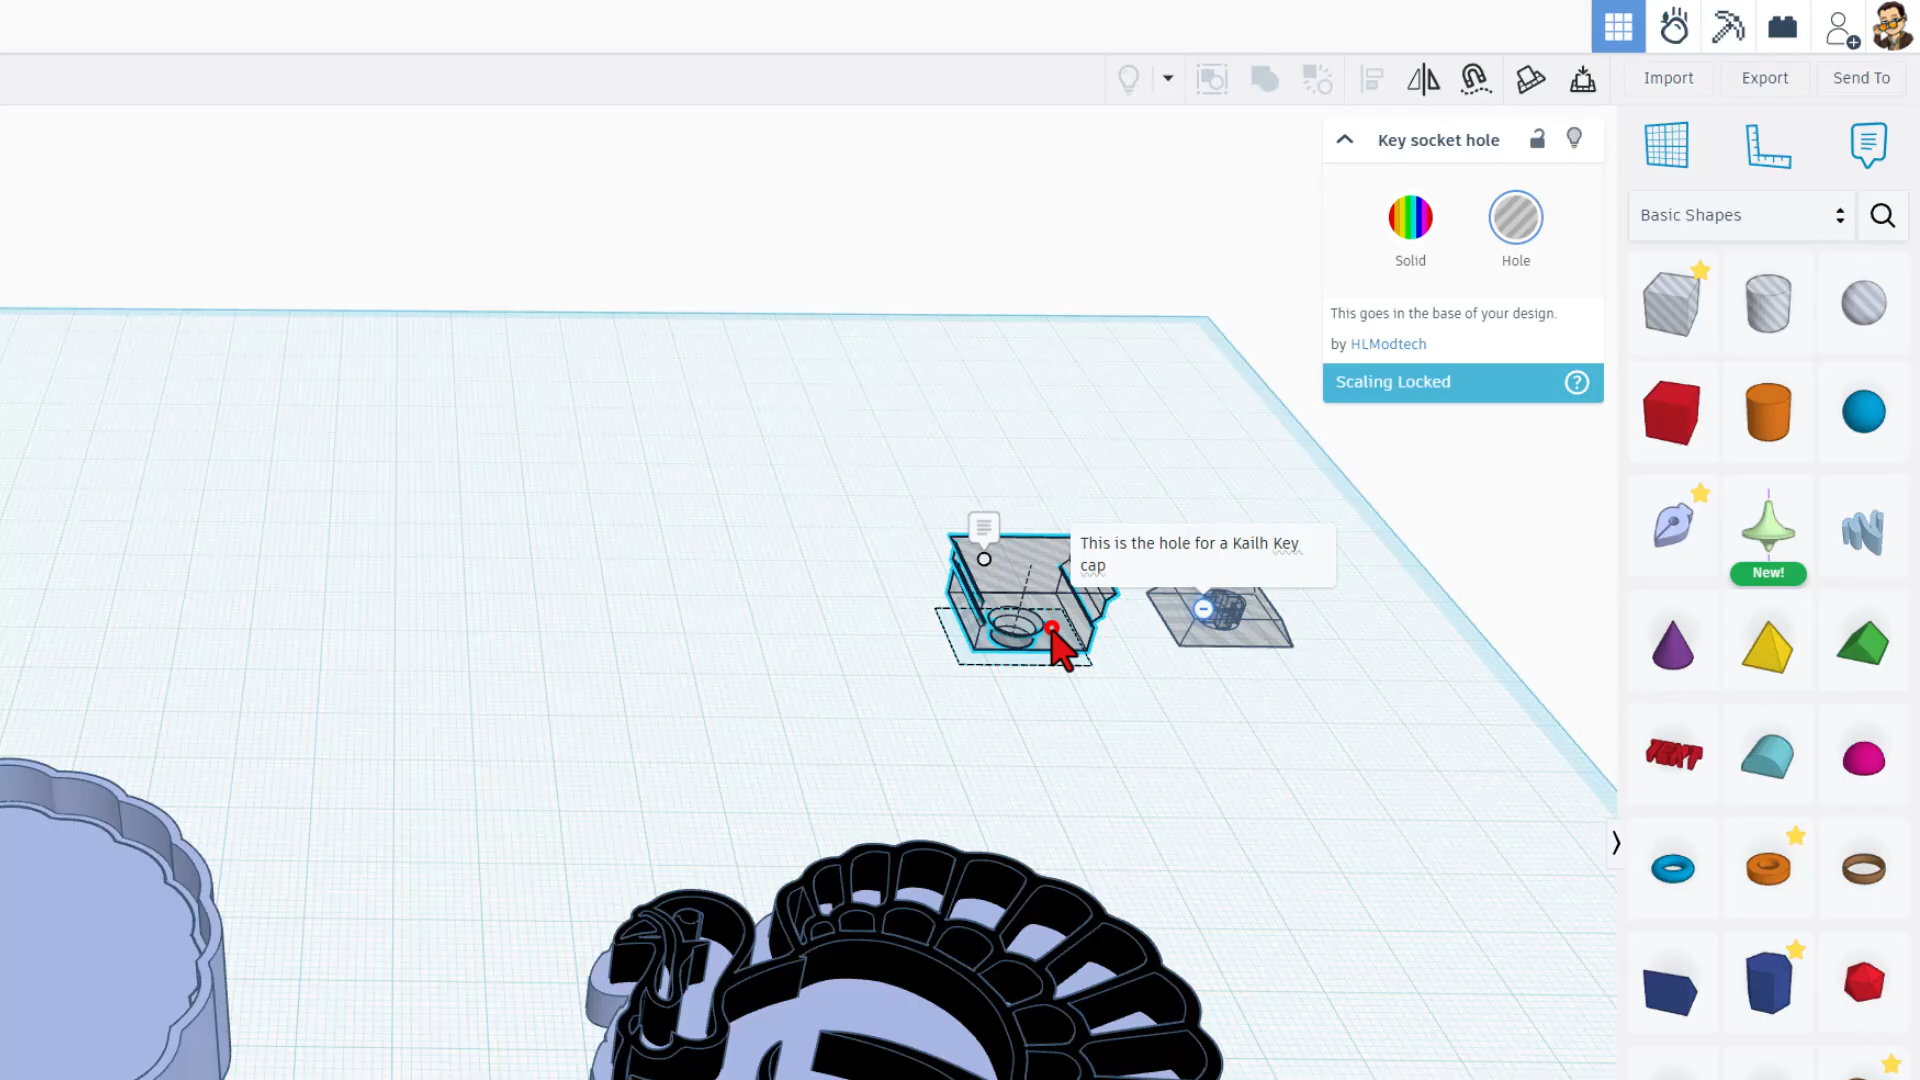 Import
Export
Send To
Key socket hole
Solid
Hole
This goes in the base of your design.
by HLModtech
Scaling Locked
?
Basic Shapes
New!
TEXT
This is the hole for a Kailh Key
cap